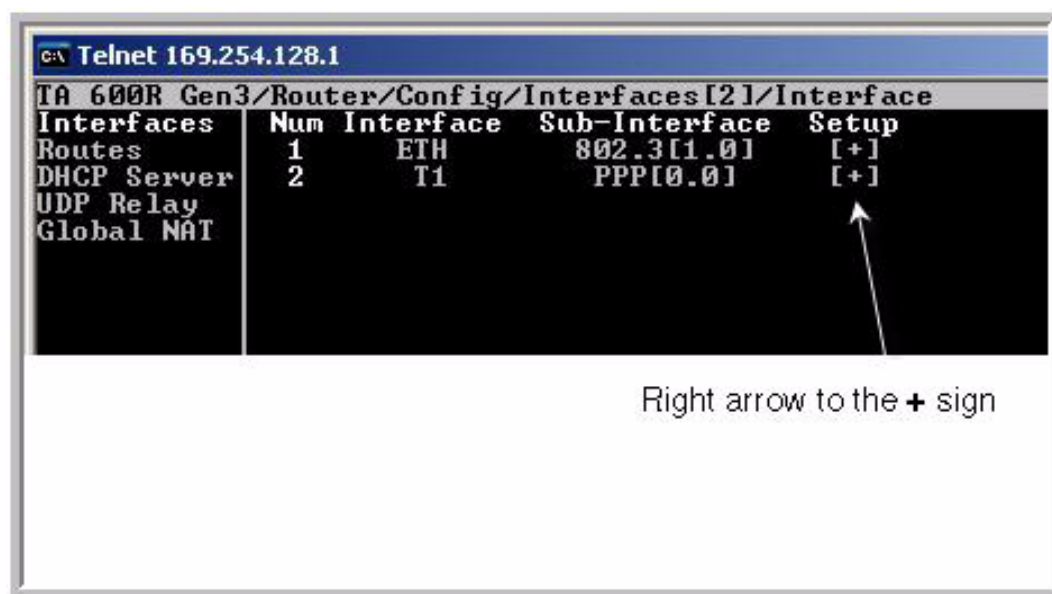 Telnet 169.254.128.1
TA 600R Gen3/Router/Config/Interfaces[2]/Interface
Interfaces Num Interface Sub-Interface Setup
Routes 1 ETH 802.3[1.0] [+]
DHCP Server 2 T1 PPP[0.0] [+]
UDP Relay
Global NAT
Right arrow to the + sign